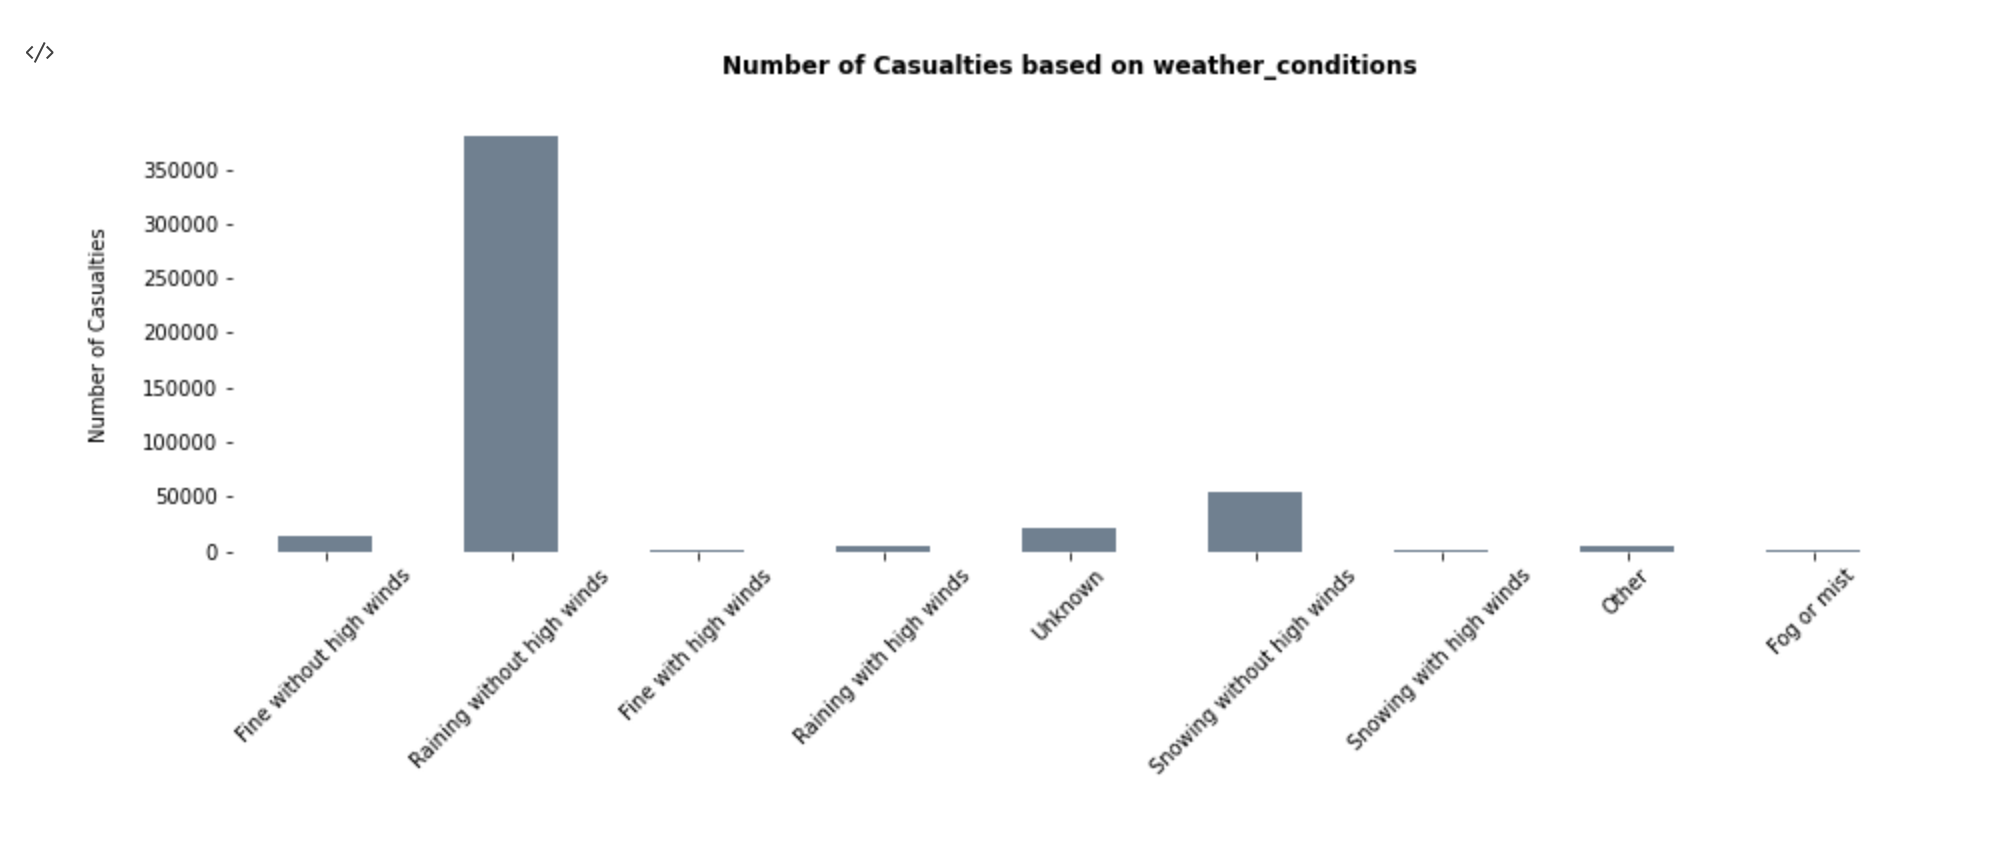 </>
Number of Casualties based on weather_conditions
Number of Casualties
350000
300000
250000
200000
150000
100000
50000
0
Fine without high winds
Raining without high winds
Fine with high winds
Raining with high winds
Unknown
Snowing without high winds
Snowing with high winds
Other
Fog or mist